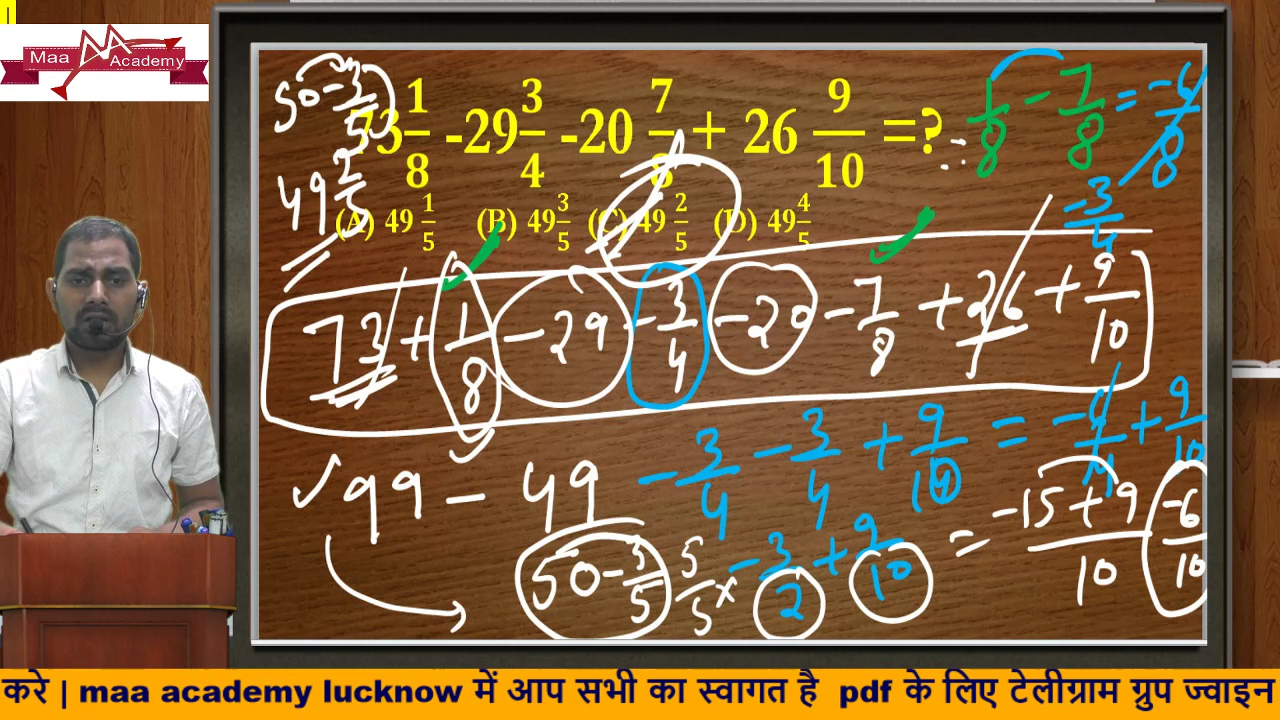 Maa Academy
50 - 3/5
49 2/5
3 1/8 -29 3/4 -20 7/8 + 26 9/10 =?
1/8 - 7/8 = -6/8
-3/4
(A) 49 1/5 (B) 49 3/5 (C) 49 2/5 (D) 49 4/5
73 + 1/8 - 29 - 3/4 - 20 - 7/8 + 26 + 9/10
99 - 49
- 3/4 - 3/4 + 9/10 = -6/4 + 9/10
50 - 3/5
5/5 × - 3/2 + 9/10 = -15 + 9/10 -6/10
करे | maa academy lucknow में आप सभी का स्वागत है pdf के लिए टेलीग्राम ग्रुप ज्वाइन